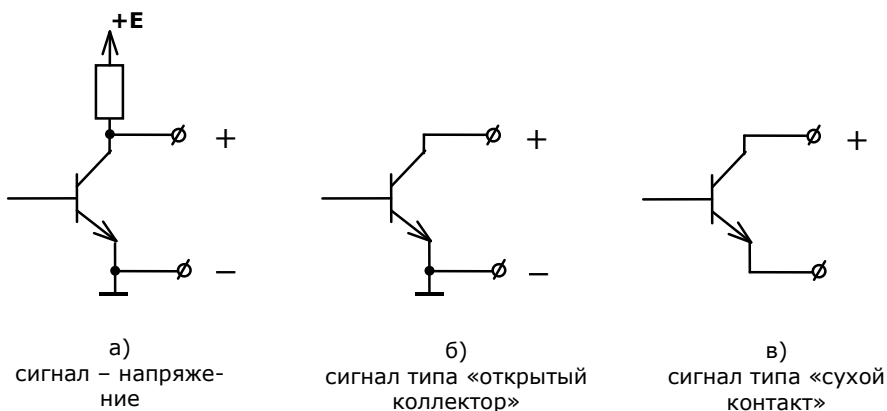 +E
+
+
+
–
–
а)
сигнал – напряже-
ние
б)
сигнал типа «открытый
коллектор»
в)
сигнал типа «сухой
контакт»